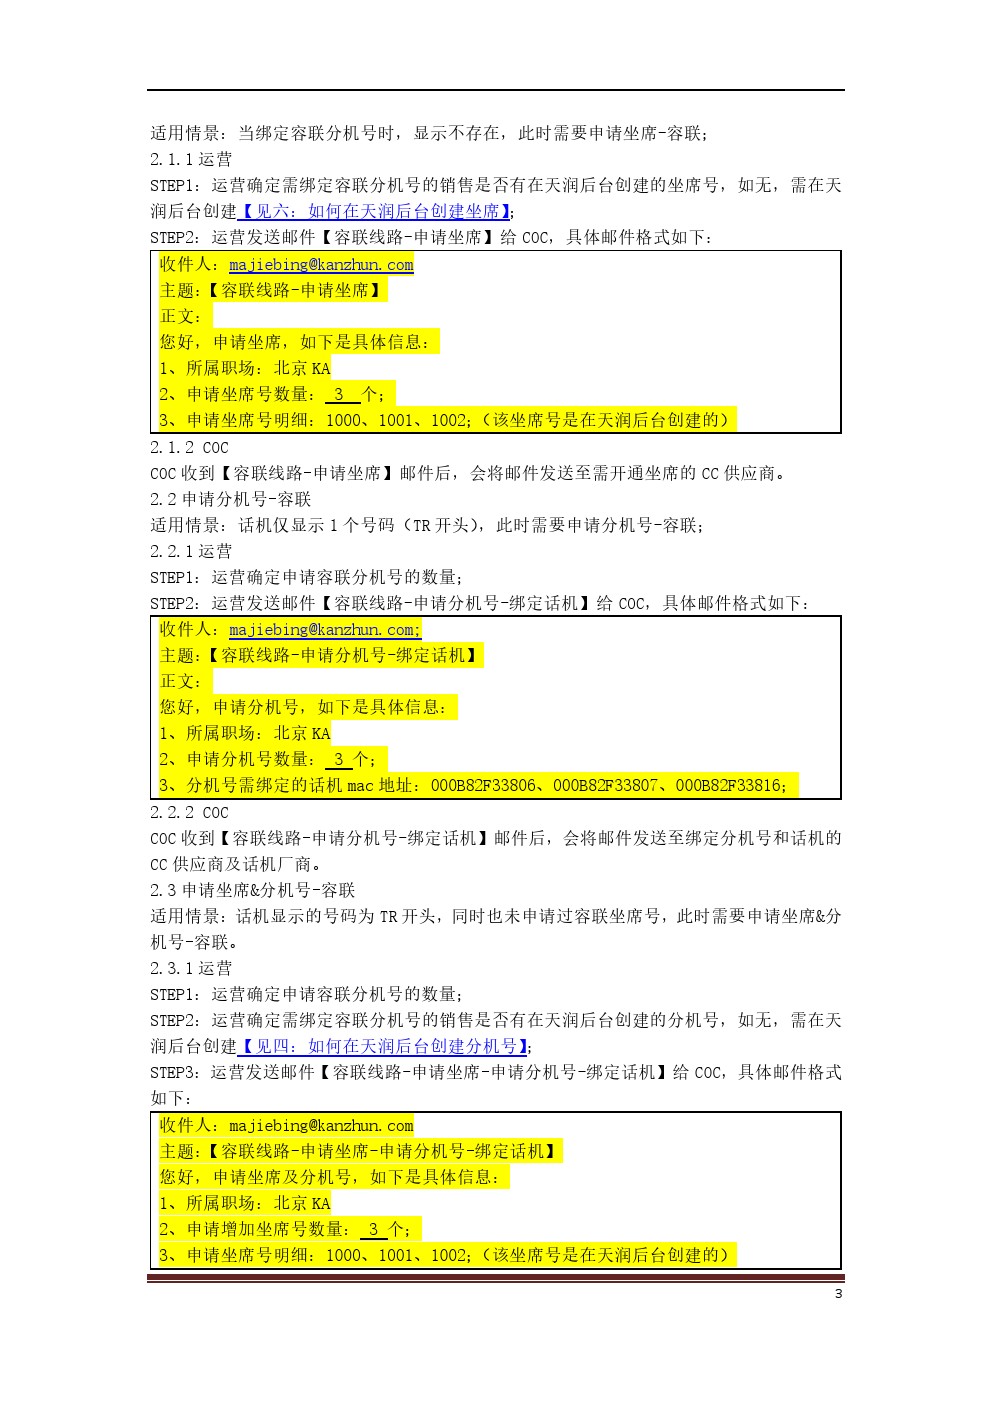 适用情景：当绑定容联分机号时，显示不存在，此时需要申请坐席-容联；
2.1.1 运营
STEP1：运营确定需绑定容联分机号的销售是否有在天润后台创建的坐席号，如无，需在天
润后台创建【见六：如何在天润后台创建坐席】；
STEP2：运营发送邮件【容联线路-申请坐席】给 COC，具体邮件格式如下：
收件人：majiebing@kanzhun.com
主题：【容联线路-申请坐席】
正文：
您好，申请坐席，如下是具体信息：
1、所属职场：北京 KA
2、申请坐席号数量： 3 个；
3、申请坐席号明细：1000、1001、1002；（该坐席号是在天润后台创建的）
2.1.2 COC
COC 收到【容联线路-申请坐席】邮件后，会将邮件发送至需开通坐席的 CC 供应商。
2.2 申请分机号-容联
适用情景：话机仅显示 1 个号码（TR 开头），此时需要申请分机号-容联；
2.2.1 运营
STEP1：运营确定申请容联分机号的数量；
STEP2：运营发送邮件【容联线路-申请分机号-绑定话机】给 COC，具体邮件格式如下：
收件人：majiebing@kanzhun.com;
主题：【容联线路-申请分机号-绑定话机】
正文：
您好，申请分机号，如下是具体信息：
1、所属职场：北京 KA
2、申请分机号数量： 3 个；
3、分机号需绑定的话机 mac 地址：000B82F33806、000B82F33807、000B82F33816；
2.2.2 COC
COC 收到【容联线路-申请分机号-绑定话机】邮件后，会将邮件发送至绑定分机号和话机的
CC 供应商及话机厂商。
2.3 申请坐席&分机号-容联
适用情景：话机显示的号码为 TR 开头，同时也未申请过容联坐席号，此时需要申请坐席&分
机号-容联。
2.3.1 运营
STEP1：运营确定申请容联分机号的数量；
STEP2：运营确定需绑定容联分机号的销售是否有在天润后台创建的分机号，如无，需在天
润后台创建【见四：如何在天润后台创建分机号】；
STEP3：运营发送邮件【容联线路-申请坐席-申请分机号-绑定话机】给 COC，具体邮件格式
如下：
收件人：majiebing@kanzhun.com
主题：【容联线路-申请坐席-申请分机号-绑定话机】
您好，申请坐席及分机号，如下是具体信息：
1、所属职场：北京 KA
2、申请增加坐席号数量： 3 个；
3、申请坐席号明细：1000、1001、1002；（该坐席号是在天润后台创建的）
3